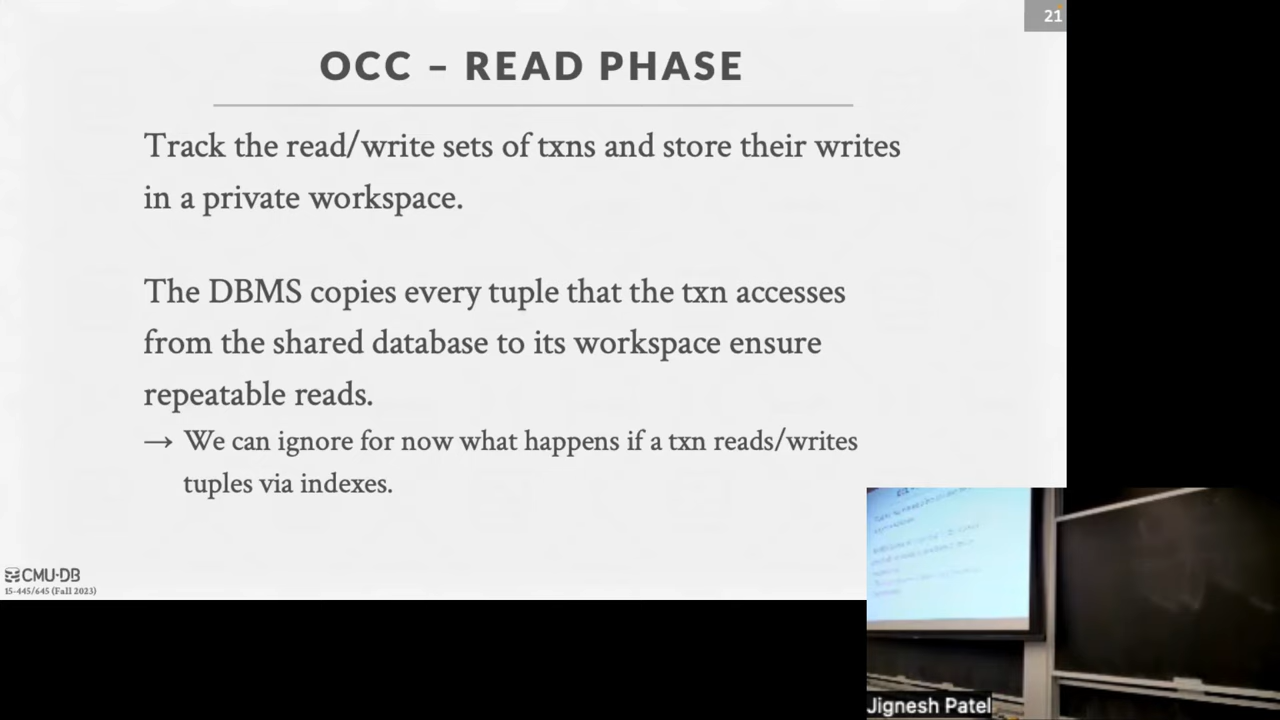 21
OCC – READ PHASE
Track the read/write sets of txns and store their writes
in a private workspace.
The DBMS copies every tuple that the txn accesses
from the shared database to its workspace ensure
repeatable reads.
→ We can ignore for now what happens if a txn reads/writes
tuples via indexes.
CMU·DB
15-445/645 (Fall 2023)
Jignesh Patel